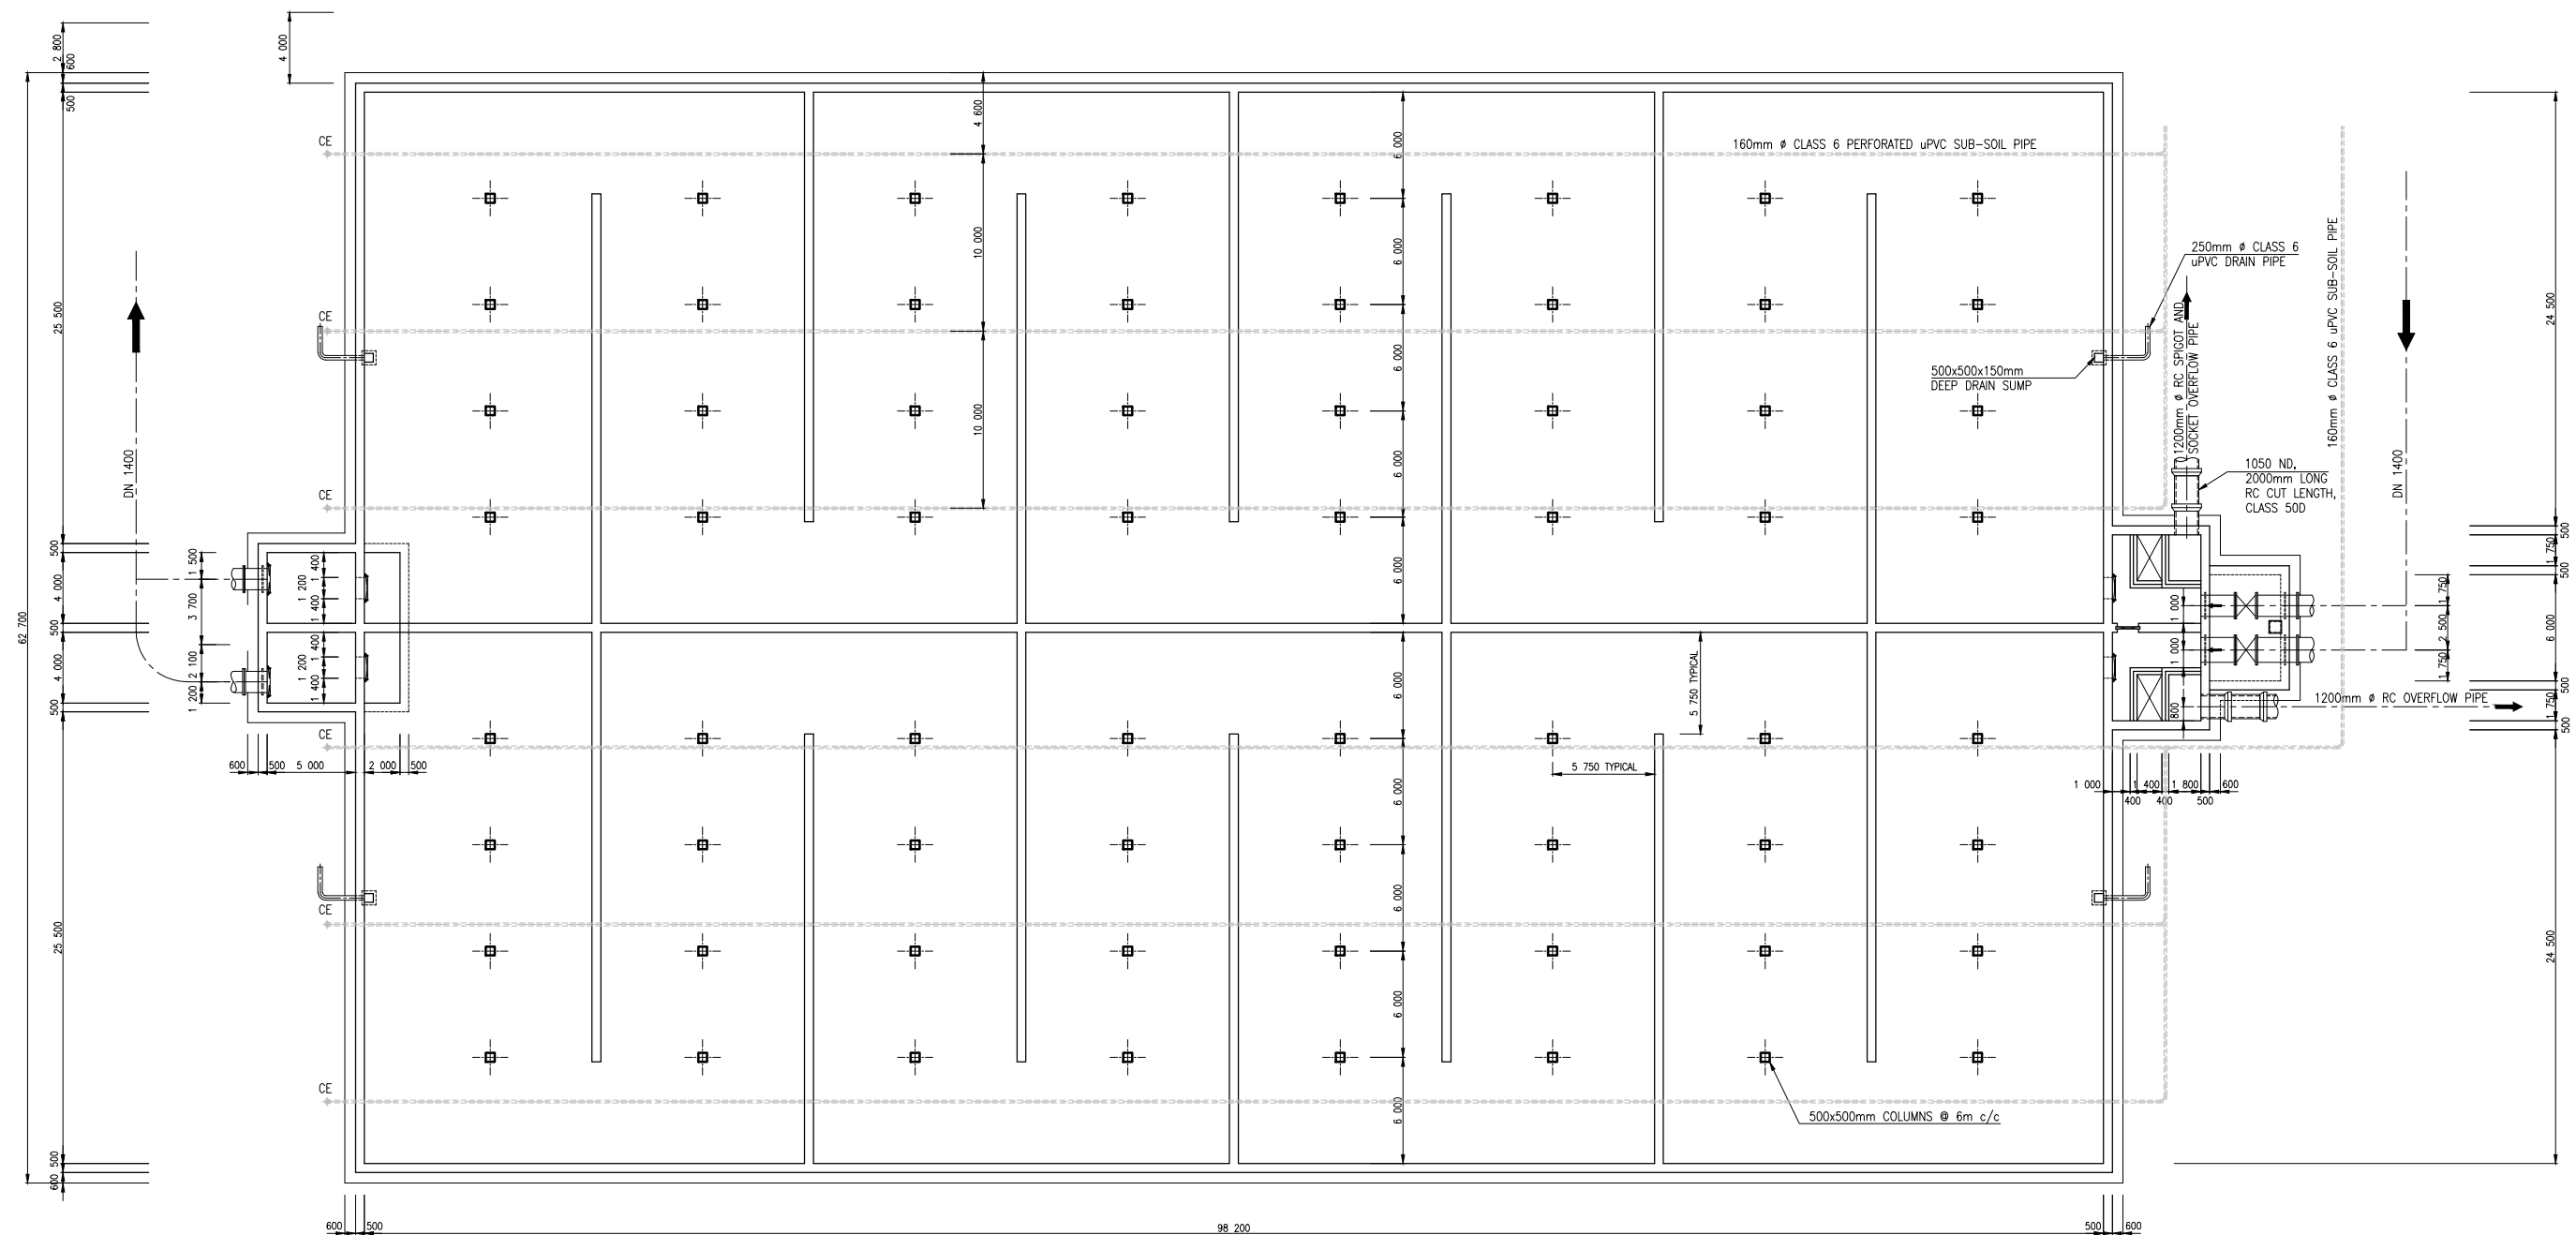 2 800
600
500
4 000
62 700
25 500
500
4 000
500
4 000
500
25 500
500
600
DN 1400
1 500
3 700
2 100
1 200
1 400
1 200
1 400
1 400
1 200
1 400
600
500
5 000
2 000
500
CE
CE
CE
CE
CE
CE
4 600
10 000
10 000
6 000
6 000
6 000
6 000
6 000
6 000
6 000
6 000
6 000
6 000
160mm ø CLASS 6 PERFORATED uPVC SUB-SOIL PIPE
250mm ø CLASS 6
uPVC DRAIN PIPE
500x500x150mm
DEEP DRAIN SUMP
1200mm ø RC SPIGOT AND
SOCKET OVERFLOW PIPE
160mm ø CLASS 6 uPVC SUB-SOIL PIPE
1050 ND,
2000mm LONG
RC CUT LENGTH,
CLASS 50D
DN 1400
1 000
1 000
800
1 750
2 500
1 750
1200mm ø RC OVERFLOW PIPE
5 750 TYPICAL
5 750 TYPICAL
1 000
400
1 400
400
1 800
500
600
24 500
500
1 750
500
6 000
500
1 750
500
24 500
500x500mm COLUMNS @ 6m c/c
600
500
98 200
500
600